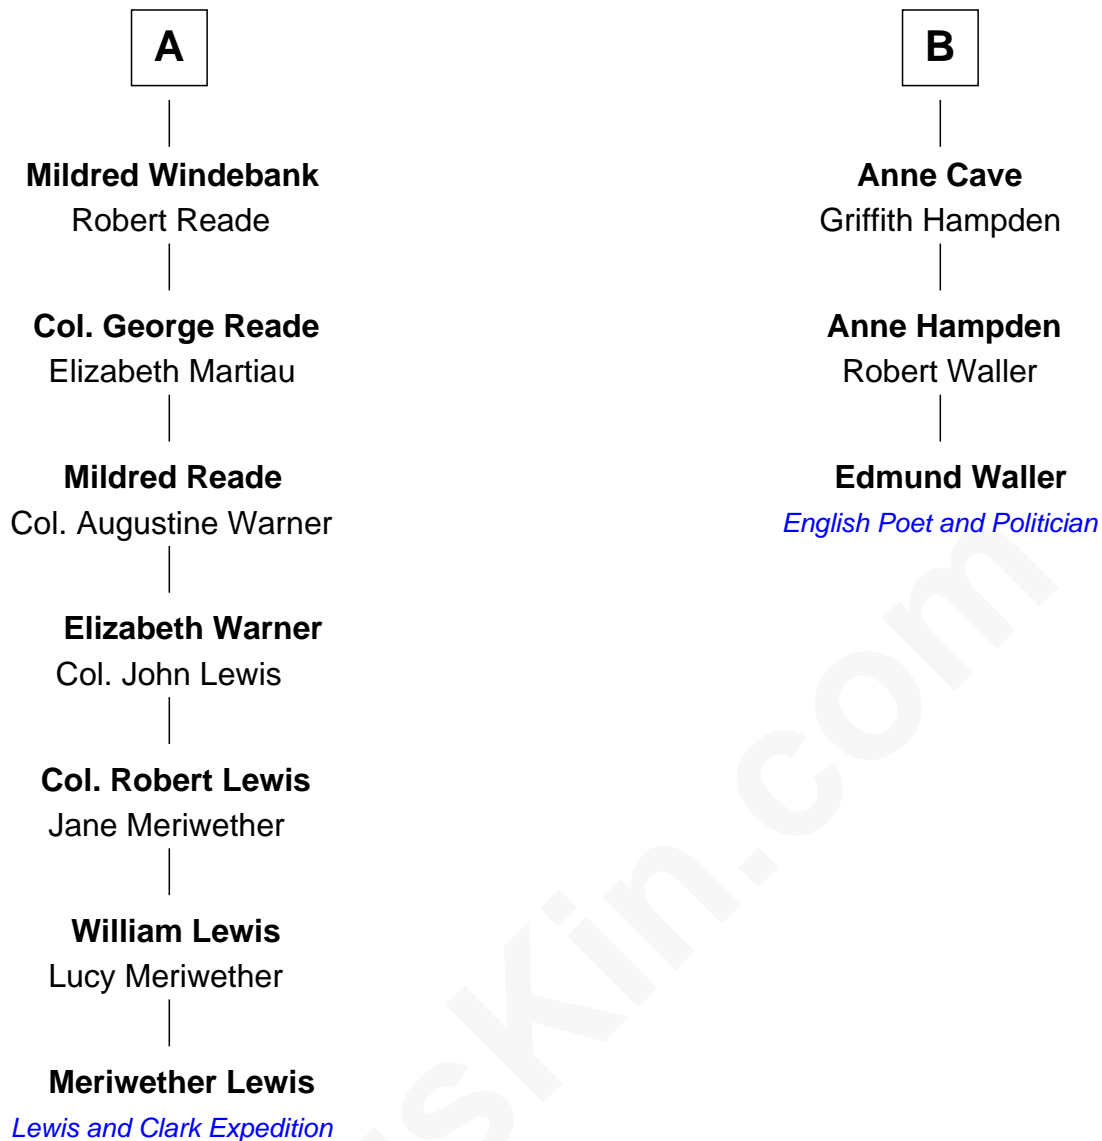 A
Mildred Windebank
Robert Reade
Col. George Reade
Elizabeth Martiau
Mildred Reade
Col. Augustine Warner
Elizabeth Warner
Col. John Lewis
Col. Robert Lewis
Jane Meriwether
William Lewis
Lucy Meriwether
Meriwether Lewis
Lewis and Clark Expedition
B
Anne Cave
Griffith Hampden
Anne Hampden
Robert Waller
Edmund Waller
English Poet and Politician
sKin.com